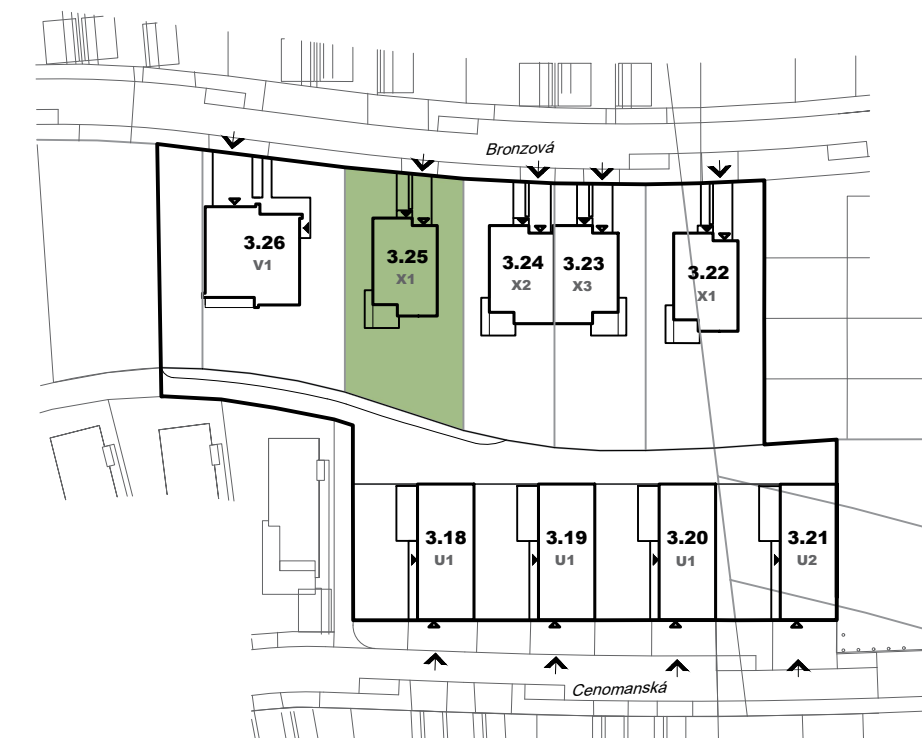 Bronzová
3.26
V1
3.25
X1
3.24
X2
3.23
X3
3.22
X1
3.18
U1
3.19
U1
3.20
U1
3.21
U2
Cenomanská